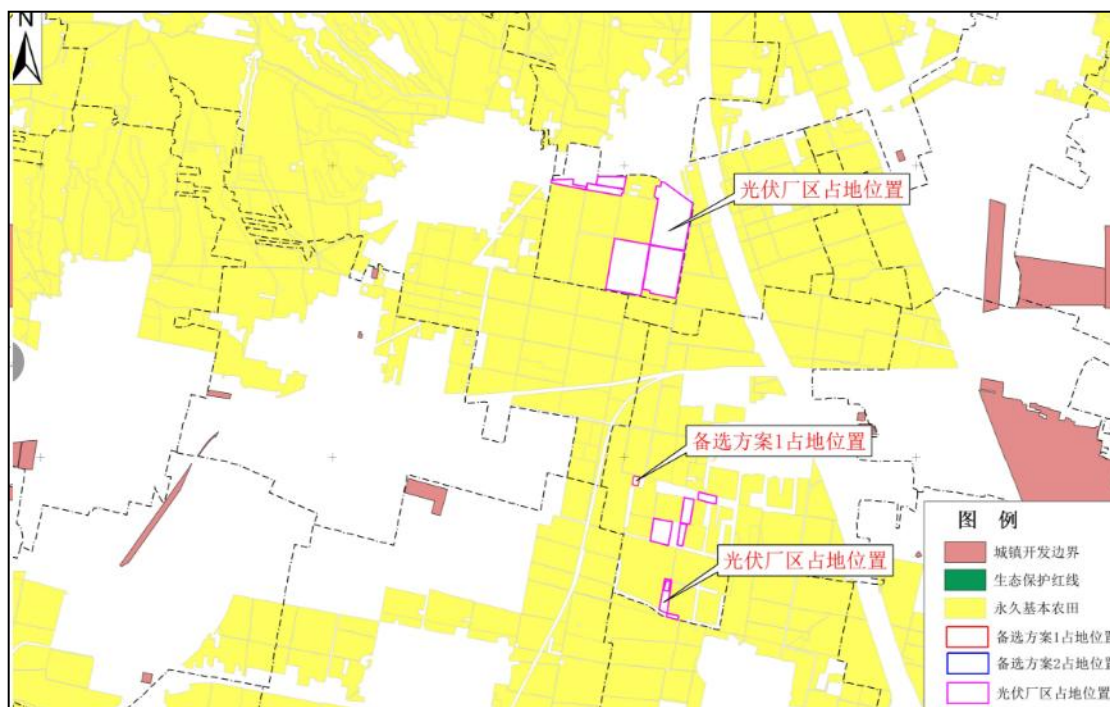 N
光伏厂区占地位置
备选方案1占地位置
光伏厂区占地位置
图 例
城镇开发边界
生态保护红线
永久基本农田
备选方案1占地位置
备选方案2占地位置
光伏厂区占地位置